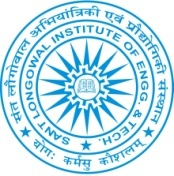 संत लौंगोवाल अभियांत्रिकी एवं प्रौद्योगिकी संस्थान
SANT LONGOWAL INSTITUTE OF ENGG. & TECH.
योगः कर्मसु कौशलम्